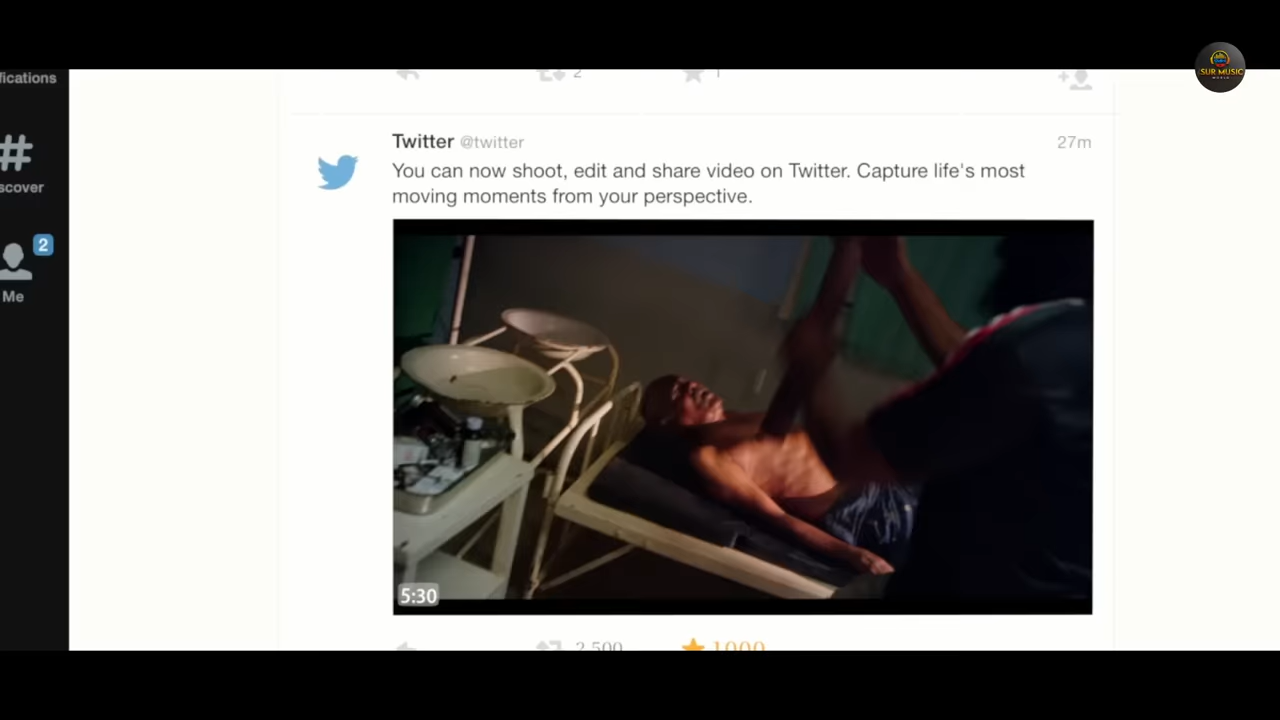 fications
2
1
SUR MUSIC
Twitter @twitter
27m
scover
You can now shoot, edit and share video on Twitter. Capture life's most
moving moments from your perspective.
2
Me
5:30
2,500
1000